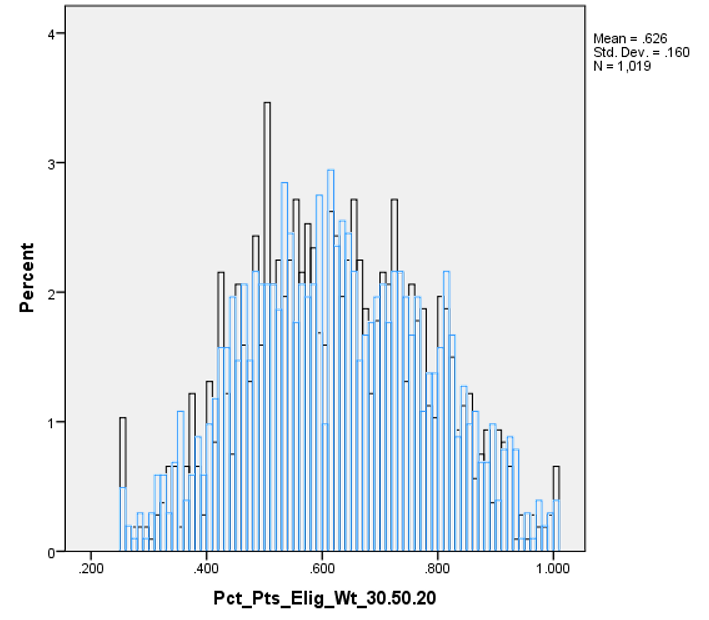 Mean = .626
Std. Dev. = .160
N = 1,019
4
3
2
1
0
Percent
.200 .400 .600 .800 1.000
Pct_Pts_Elig_Wt_30.50.20